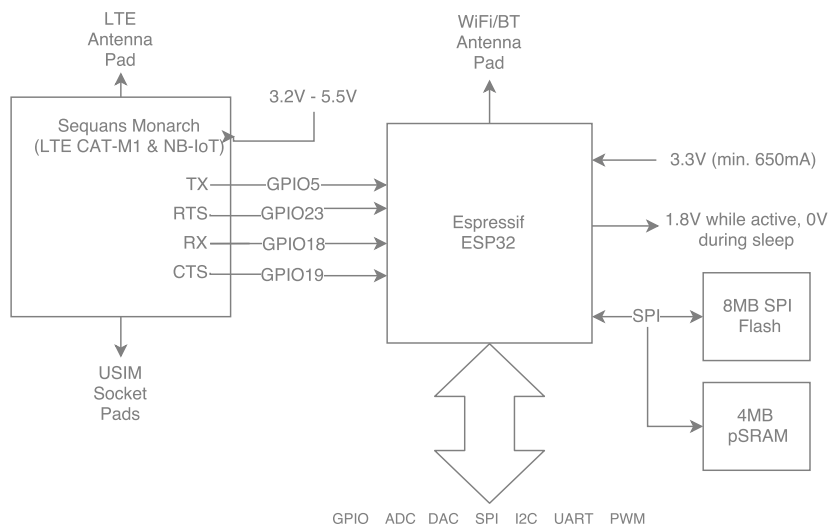 LTE
Antenna
Pad
WiFi/BT
Antenna
Pad
3.2V - 5.5V
Sequans Monarch
(LTE CAT-M1 & NB-IoT)
3.3V (min. 650mA)
TX GPIO5
RTS GPIO23
RX GPIO18
CTS GPIO19
Espressif
ESP32
1.8V while active, 0V
during sleep
SPI
8MB SPI
Flash
USIM
Socket
Pads
4MB
pSRAM
GPIO ADC DAC SPI I2C UART PWM